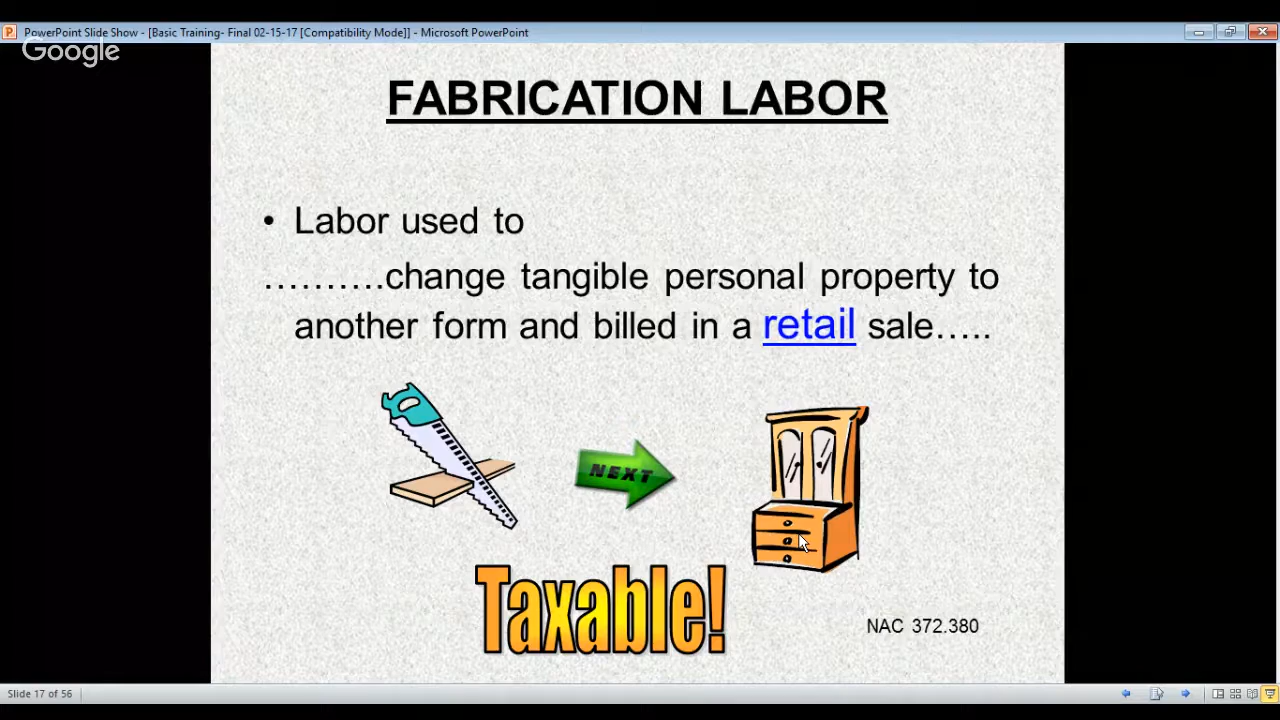 PowerPoint Slide Show - [Basic Training- Final 02-15-17 [Compatibility Mode]] - Microsoft PowerPoint
Google
FABRICATION LABOR
• Labor used to
……….change tangible personal property to
another form and billed in a retail sale…..
NEXT
Taxable!
NAC 372.380
Slide 17 of 56